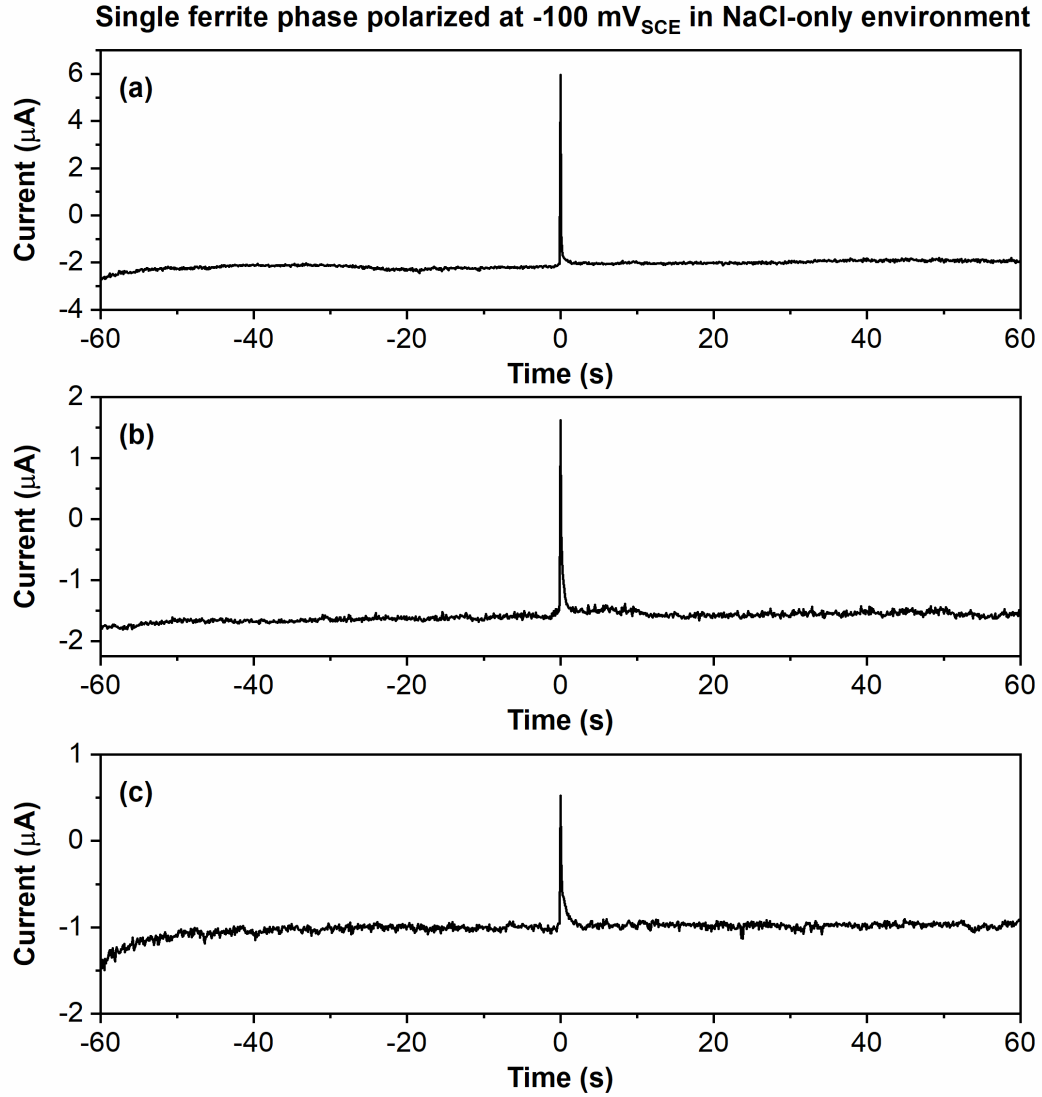 Single ferrite phase polarized at -100 mVSCE in NaCl-only environment
(a)
Current (μA)
6
4
2
0
-2
-4
-60 -40 -20 0 20 40 60
Time (s)
(b)
Current (μA)
2
1
0
-1
-2
-60 -40 -20 0 20 40 60
Time (s)
(c)
Current (μA)
1
0
-1
-2
-60 -40 -20 0 20 40 60
Time (s)